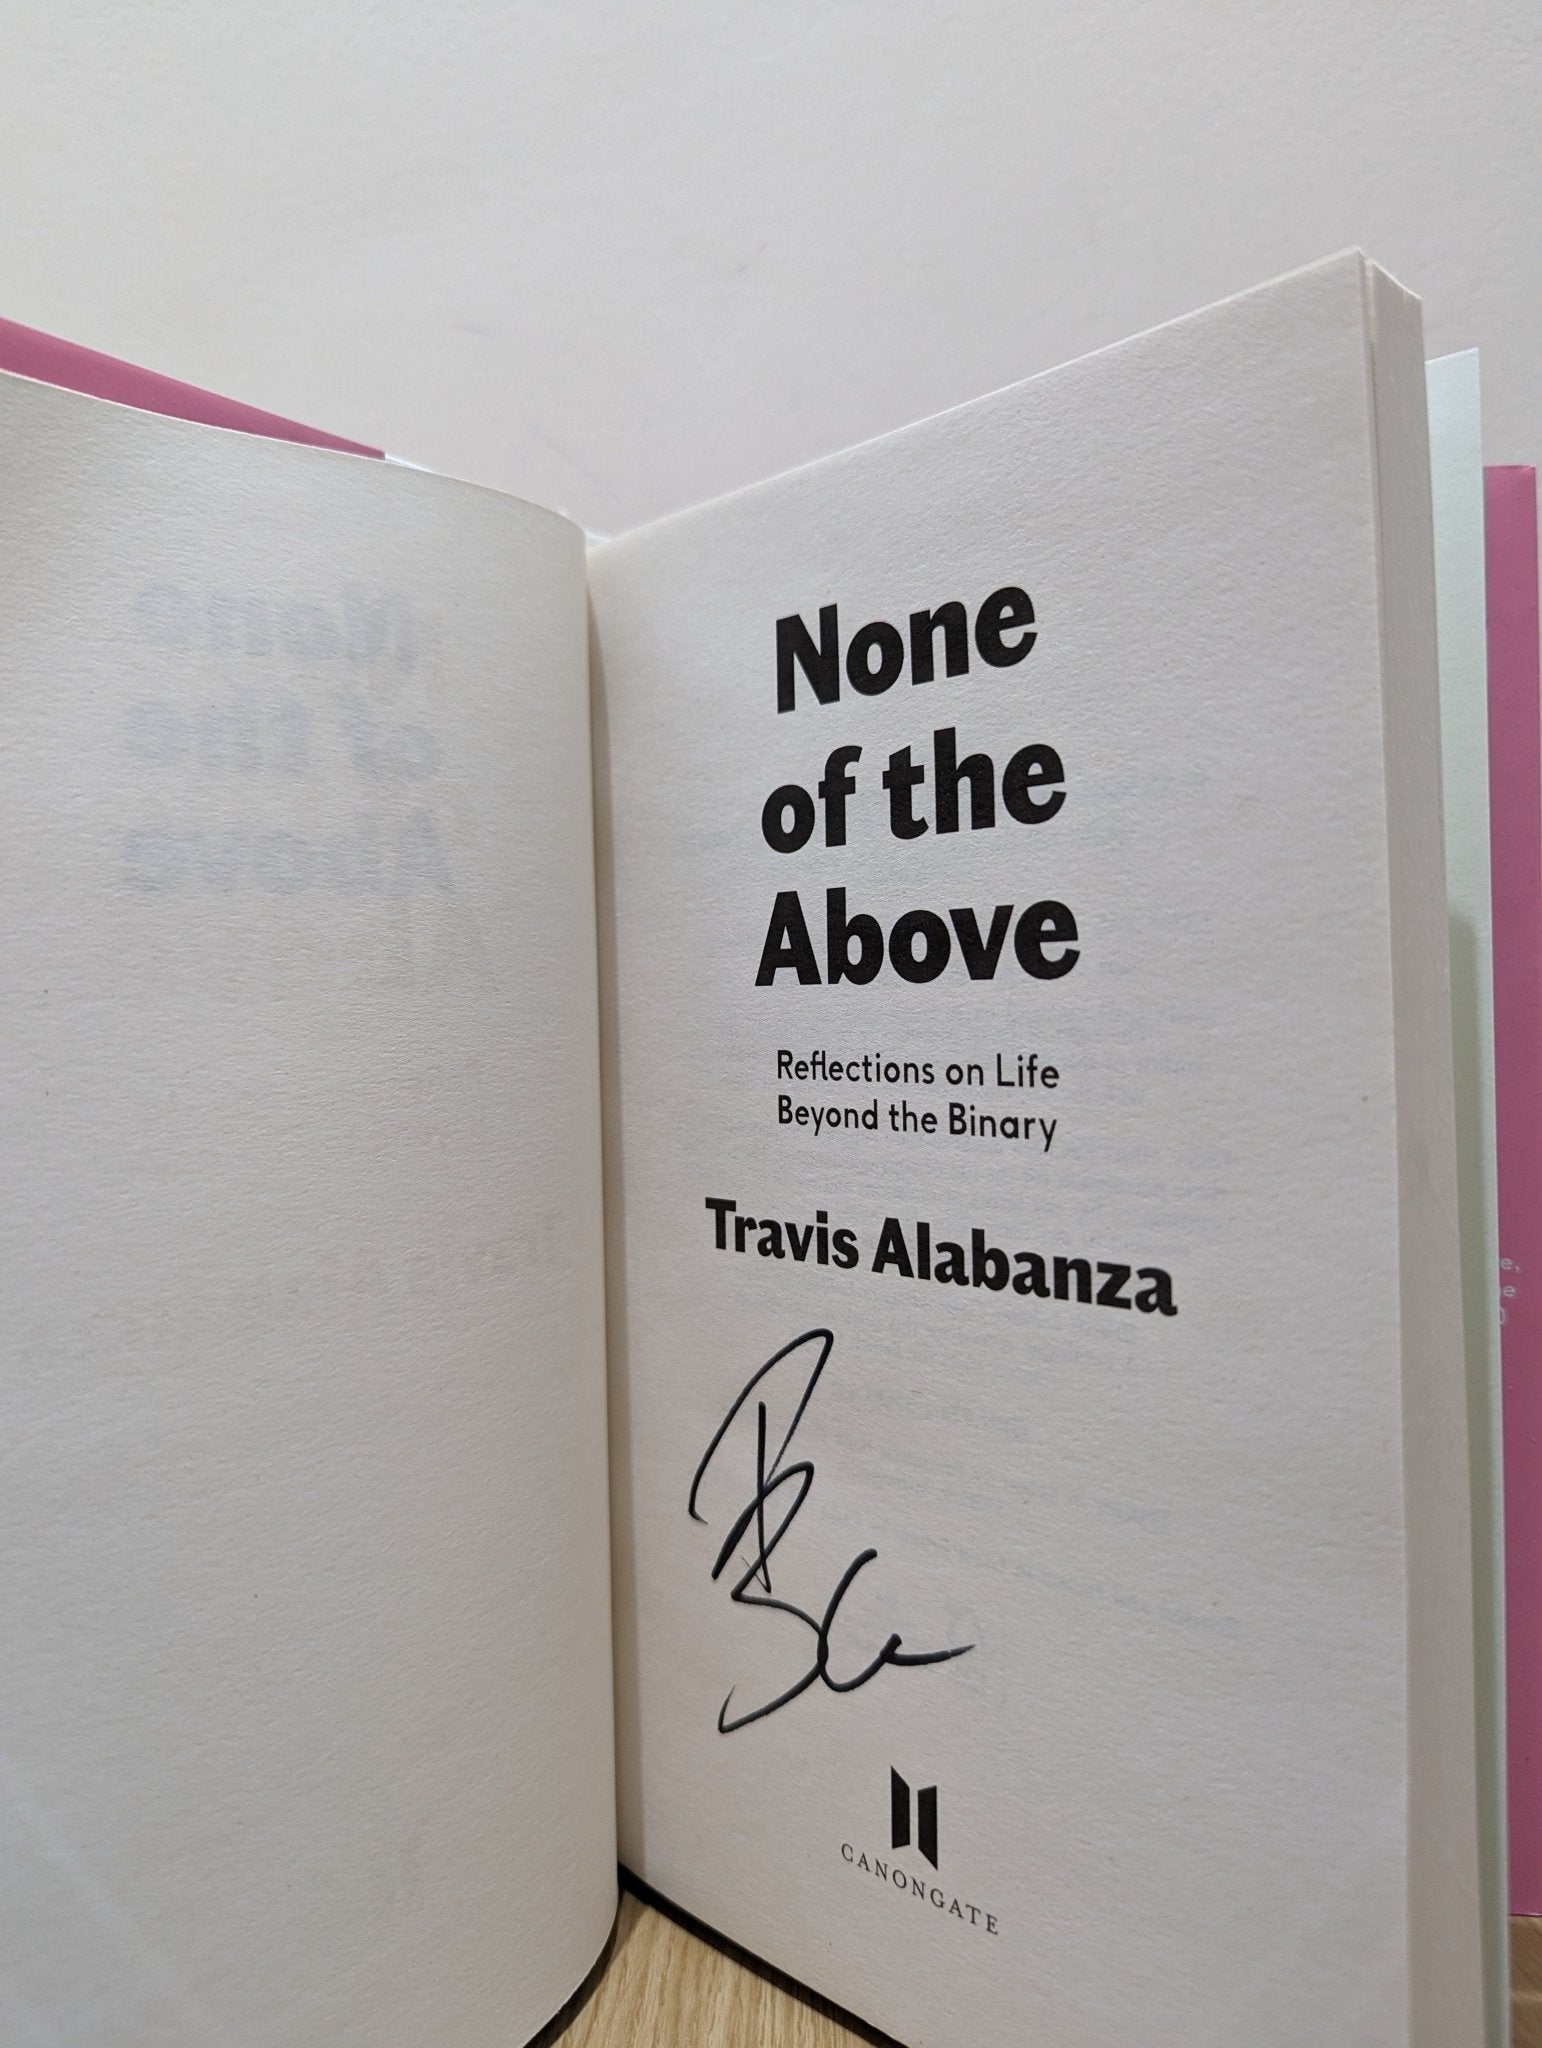 None
of the
Above
Reflections on Life
Beyond the Binary
Travis Alabanza
CANONGATE